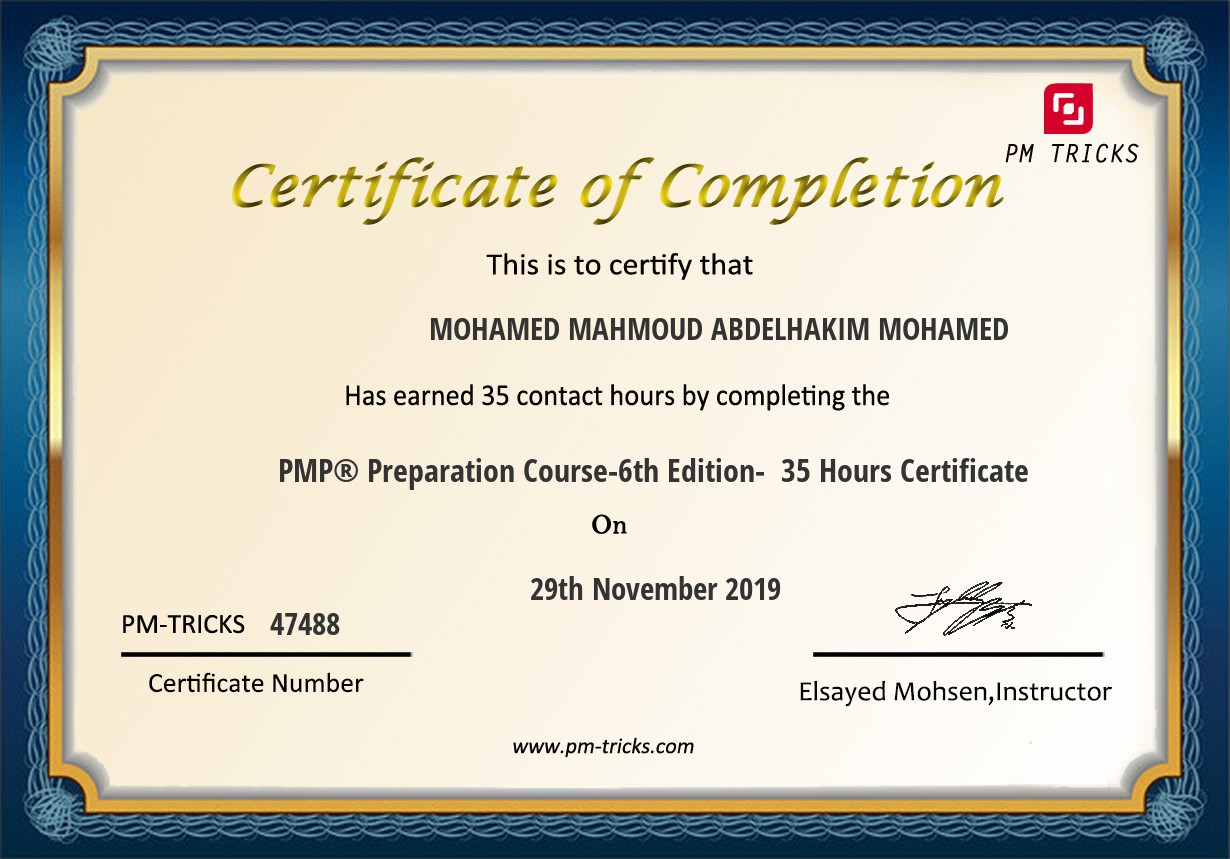 PM TRICKS
Certificate of Completion
This is to certify that
MOHAMED MAHMOUD ABDELHAKIM MOHAMED
Has earned 35 contact hours by completing the
PMP® Preparation Course-6th Edition- 35 Hours Certificate
On
29th November 2019
PM-TRICKS 47488
Certificate Number
Elsayed Mohsen,Instructor
www.pm-tricks.com